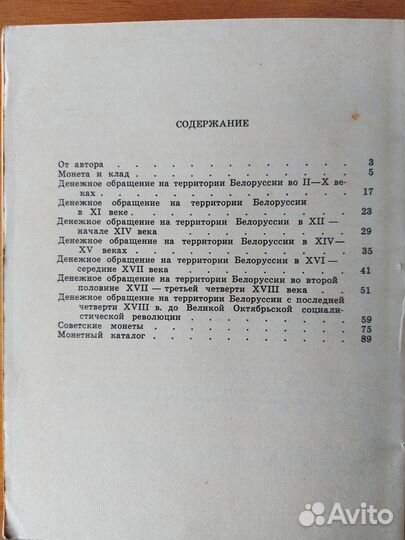 СОДЕРЖАНИЕ
От автора . . . . . . . . . . . . 3
Монета и клад . . . . . . . . . . . 5
Денежное обращение на территории Белоруссии во II—X ве-
ках . . . . . . . . . . . . . 17
Денежное обращение на территории Белоруссии
в XI веке . . . . . . . . . . . . 23
Денежное обращение на территории Белоруссии в XII —
начале XIV века . . . . . . . . . . 29
Денежное обращение на территории Белоруссии в XIV—
XV веках . . . . . . . . . . . . 35
Денежное обращение на территории Белоруссии в XVI —
середине XVII века . . . . . . . . . 41
Денежное обращение на территории Белоруссии во второй
половине XVII — третьей четверти XVIII века . . 51
Денежное обращение на территории Белоруссии с последней
четверти XVIII в. до Великой Октябрьской социали-
стической революции . . . . . . . . . 59
Советские монеты . . . . . . . . . . 75
Монетный каталог . . . . . . . . . . 89
Avito